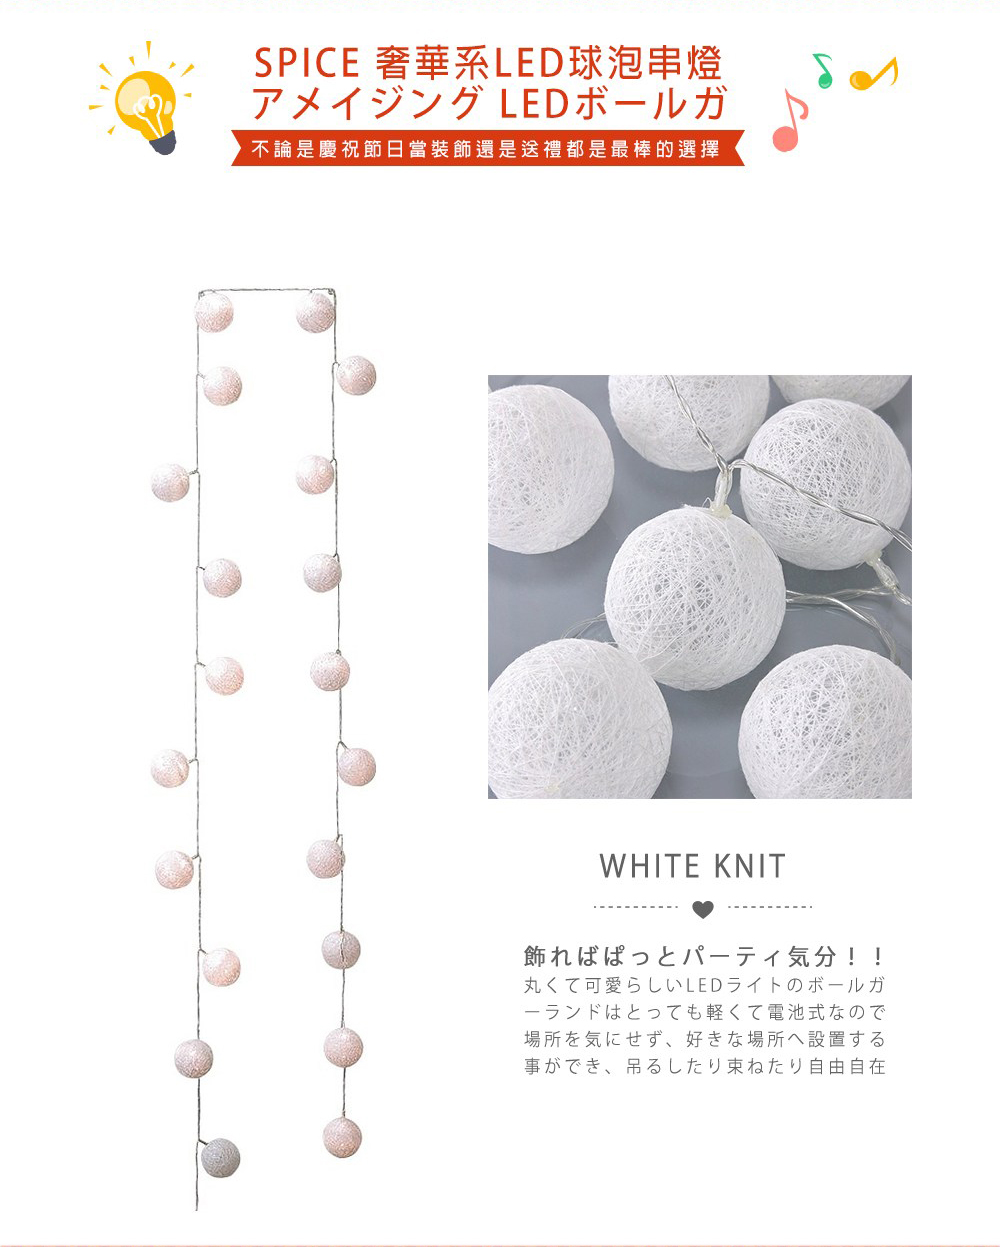 SPICE 奢華系LED球泡串燈
アメイジング LEDボールガ
不論是慶祝節日當裝飾還是送禮都是最棒的選擇
WHITE KNIT
飾ればぱっとパーティ気分！！
丸くて可愛らしいLEDライトのボールガ
ーランドはとっても軽くて電池式なので
場所を気にせず、好きな場所へ設置する
事ができ、吊るしたり束ねたり自由自在